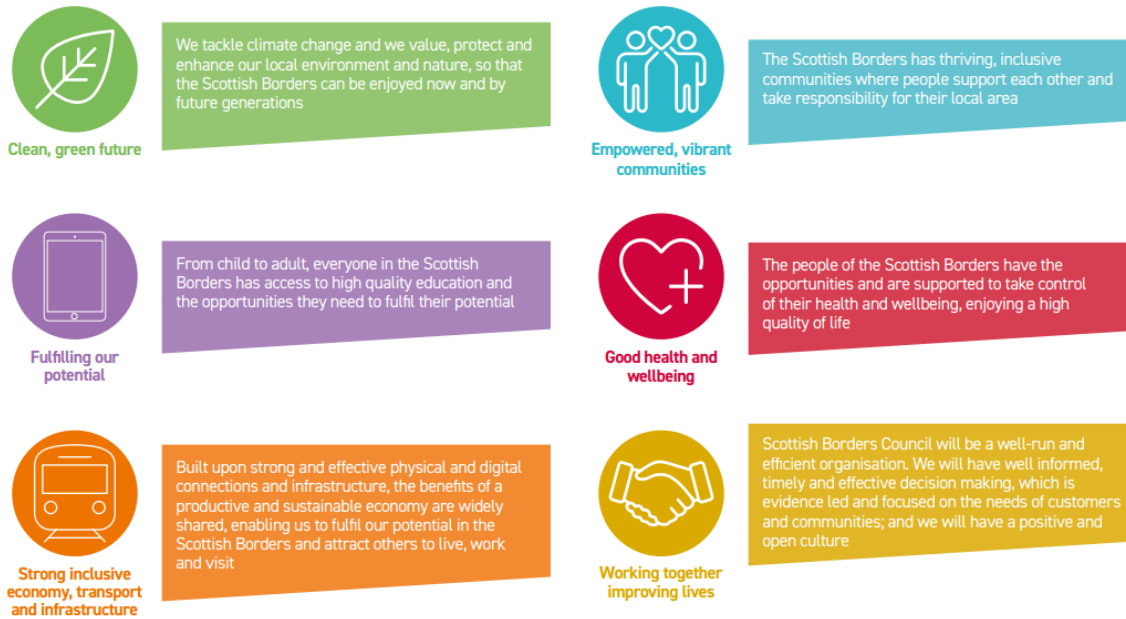 We tackle climate change and we value, protect and
enhance our local environment and nature, so that
the Scottish Borders can be enjoyed now and by
future generations
Clean, green future
The Scottish Borders has thriving, inclusive
communities where people support each other and
take responsibility for their local area
Empowered, vibrant
communities
From child to adult, everyone in the Scottish
Borders has access to high quality education and
the opportunities they need to fulfil their potential
Fulfilling our
potential
The people of the Scottish Borders have the
opportunities and are supported to take control
of their health and wellbeing, enjoying a high
quality of life
Good health and
wellbeing
Built upon strong and effective physical and digital
connections and infrastructure, the benefits of a
productive and sustainable economy are widely
shared, enabling us to fulfil our potential in the
Scottish Borders and attract others to live, work
and visit
Strong inclusive
economy, transport
and infrastructure
Scottish Borders Council will be a well-run and
efficient organisation. We will have well informed,
timely and effective decision making, which is
evidence led and focused on the needs of customers
and communities; and we will have a positive and
open culture
Working together
improving lives